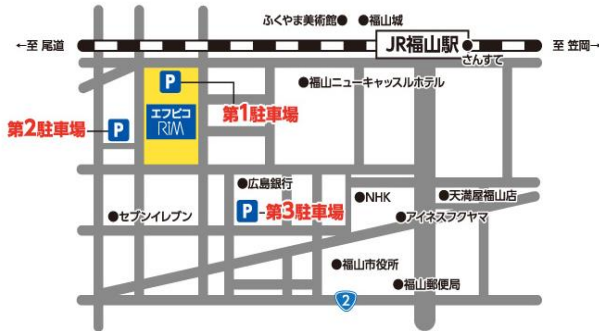 ふくやま美術館● ●福山城
←至 尾道
JR福山駅
至 笠岡→
さんすて
P
●福山ニューキャッスルホテル
第1駐車場
エフピコ
RIM
第2駐車場
P
●広島銀行
●NHK
●天満屋福山店
P-第3駐車場
●セブンイレブン
●アイネスフクヤマ
●福山市役所
●福山郵便局
2